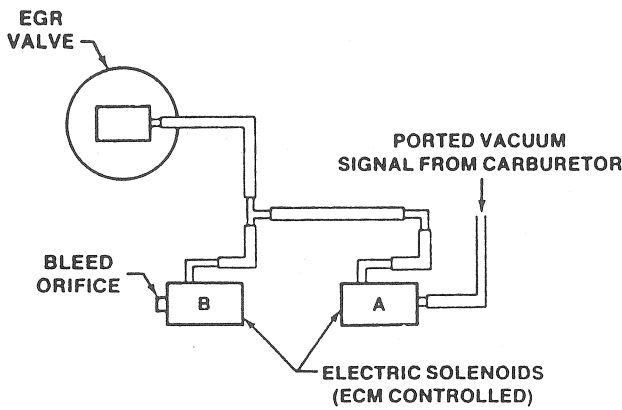 EGR
VALVE
PORTED VACUUM
SIGNAL FROM CARBURETOR
BLEED
ORIFICE
B
A
ELECTRIC SOLENOIDS
(ECM CONTROLLED)